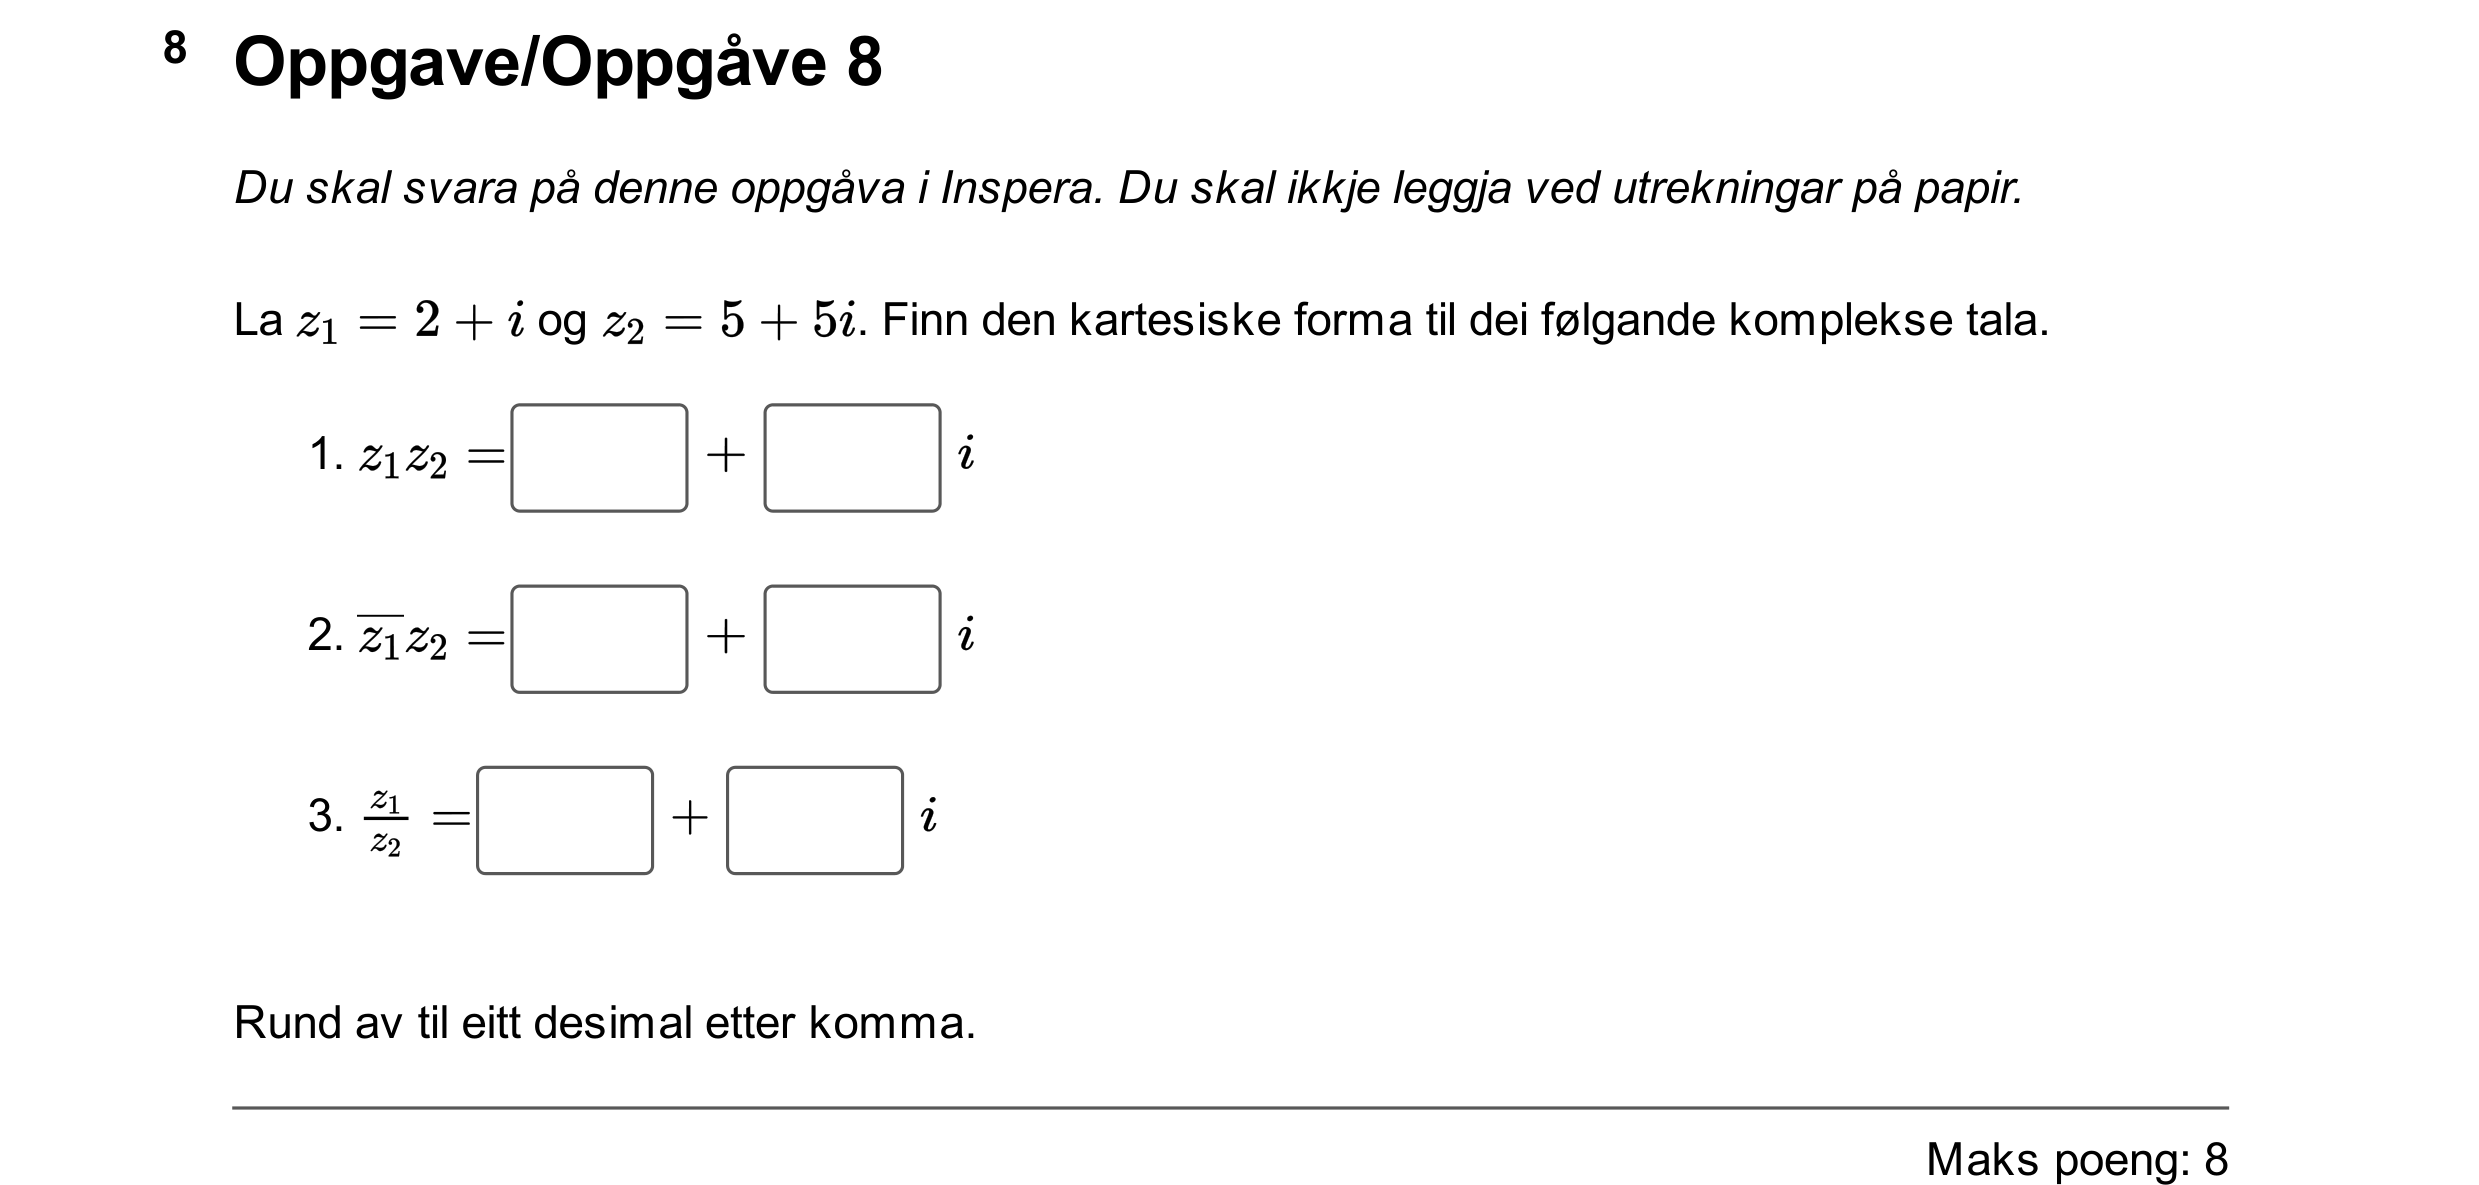 8 Oppgave/Oppgåve 8
Du skal svara på denne oppgåva i Inspera. Du skal ikkje leggja ved utrekningar på papir.
La $z_1 = 2 + i$ og $z_2 = 5 + 5i$. Finn den kartesiske forma til dei følgande komplekse tala.
1. $z_1 z_2 =$ + $i$
2. $\overline{z_1} z_2 =$ + $i$
3. $\frac{z_1}{z_2} =$ + $i$
Rund av til eitt desimal etter komma.
Maks poeng: 8